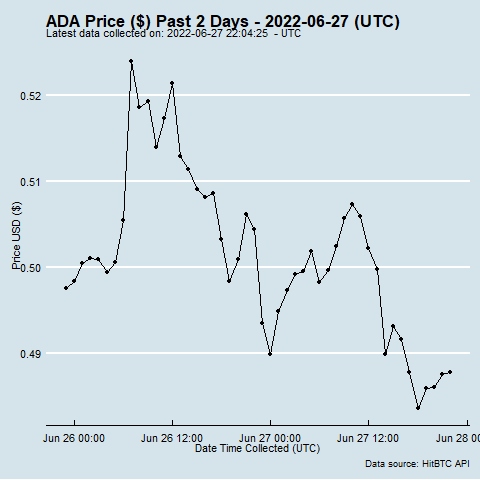 ADA Price ($) Past 2 Days - 2022-06-27 (UTC)
Latest data collected on: 2022-06-27 22:04:25 - UTC
0.52
0.51
0.50
0.49
Price USD ($)
Jun 26 00:00 Jun 26 12:00 Jun 27 00:00 Jun 27 12:00 Jun 28 00
Date Time Collected (UTC)
Data source: HitBTC API